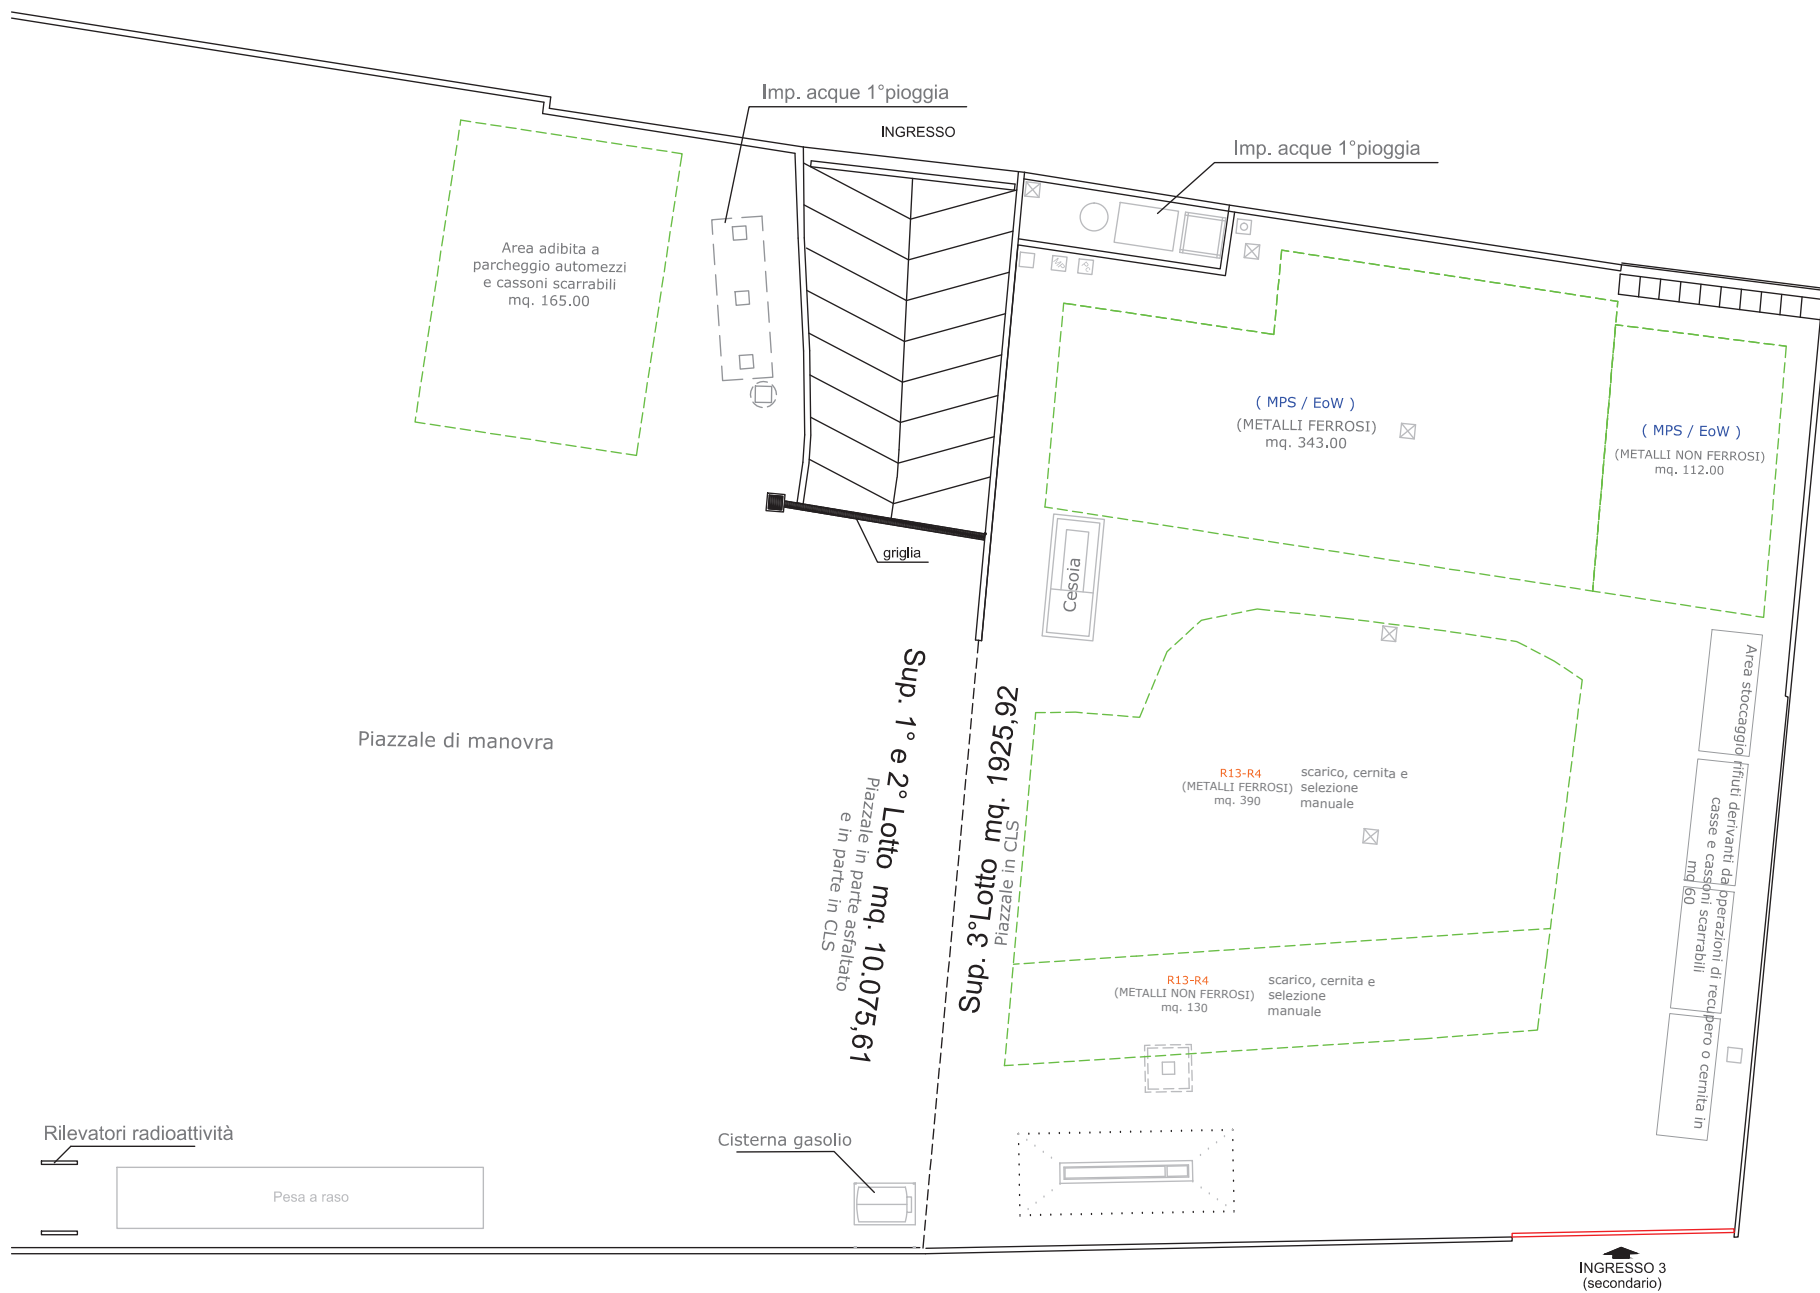 Imp. acque 1°pioggia
INGRESSO
Imp. acque 1°pioggia
Area adibita a
parcheggio automezzi
e cassoni scarrabili
mq. 165.00
( MPS / EoW )
(METALLI FERROSI)
mq. 343.00
( MPS / EoW )
(METALLI NON FERROSI)
mq. 112.00
griglia
Cesoia
Piazzale di manovra
Sup. 1° e 2° Lotto mq. 10.075,61
Piazzale in parte asfaltato
e in parte in CLS
Sup. 3°Lotto mq. 1925,92
Piazzale in CLS
R13-R4
(METALLI FERROSI)
mq. 390
scarico, cernita e
selezione
manuale
R13-R4
(METALLI NON FERROSI)
mq. 130
scarico, cernita e
selezione
manuale
Area stoccaggio rifiuti derivanti da operazioni di recupero o cernita in
casse e cassoni scarrabili
mq 60
Rilevatori radioattività
Pesa a raso
Cisterna gasolio
INGRESSO 3
(secondario)